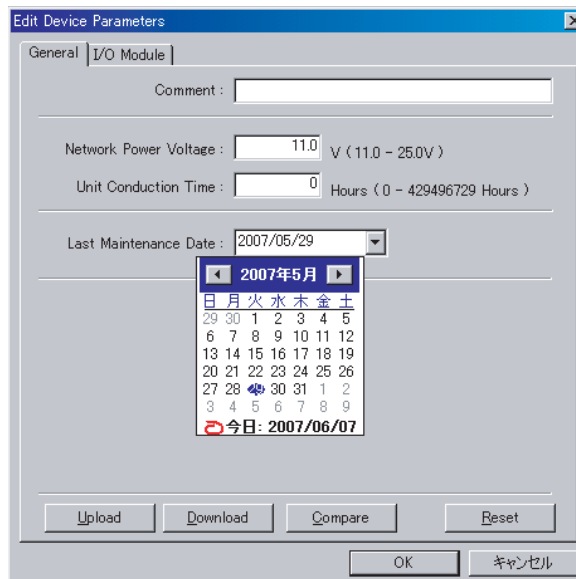 Edit Device Parameters
General I/O Module
Comment :
Network Power Voltage : 11.0 V ( 11.0 - 25.0V )
Unit Conduction Time : 0 Hours ( 0 - 429496729 Hours )
Last Maintenance Date : 2007/05/29
2007年5月
日 月 火 水 木 金 土
29 30 1 2 3 4 5
6 7 8 9 10 11 12
13 14 15 16 17 18 19
20 21 22 23 24 25 26
27 28 30 31 1 2
3 4 5 6 7 8 9
今日: 2007/06/07
Upload Download Compare Reset
OK キャンセル